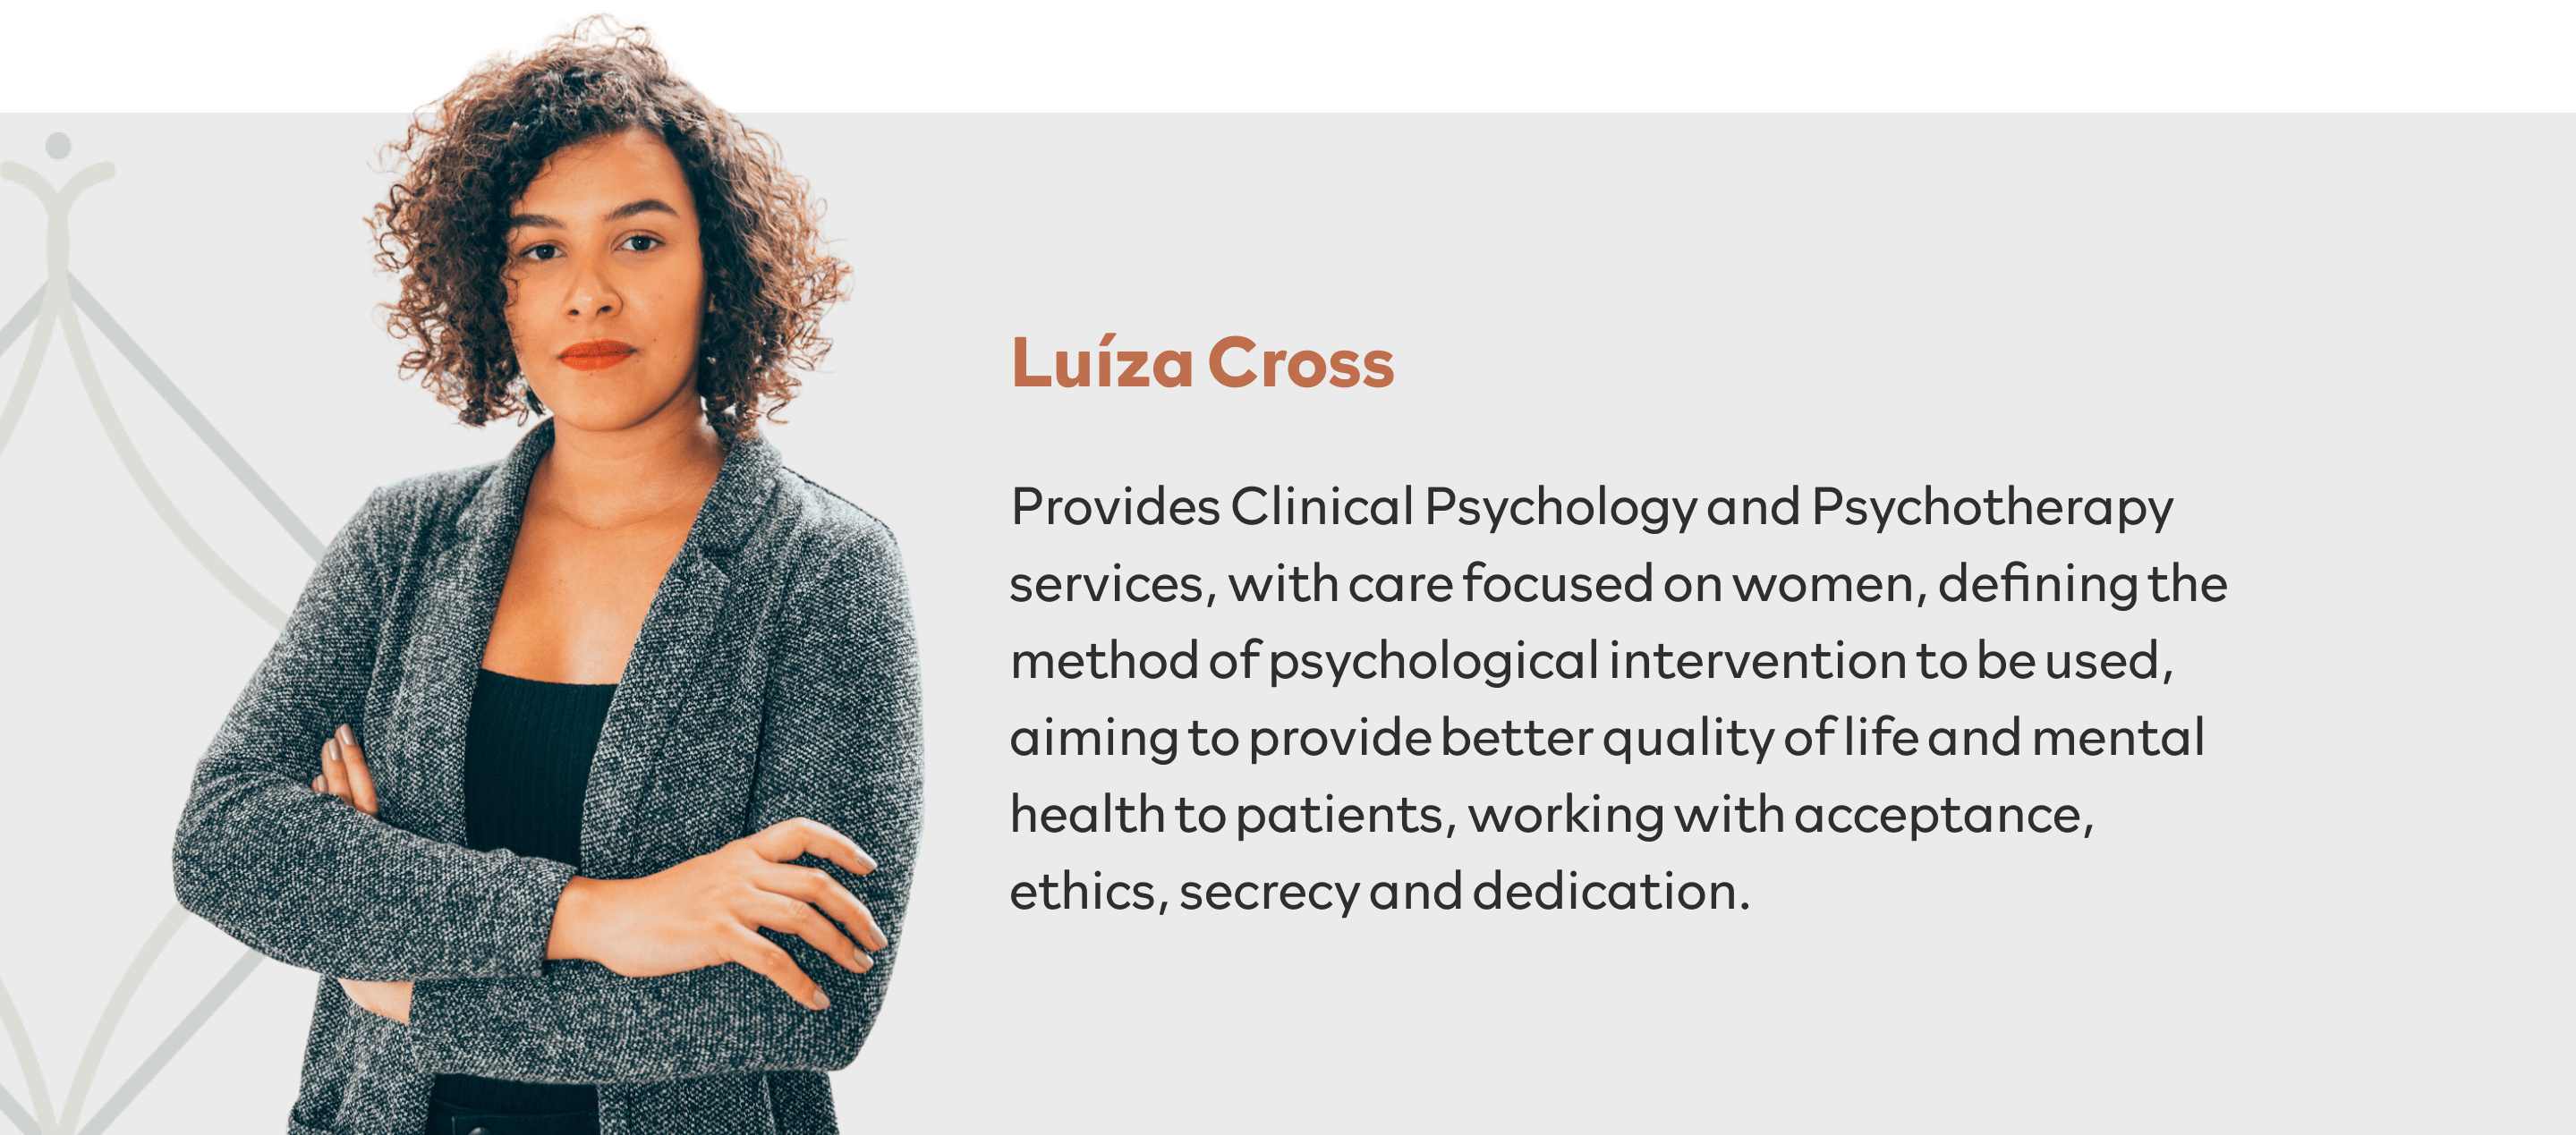 Luíza Cross
Provides Clinical Psychology and Psychotherapy
services, with care focused on women, defining the
method of psychological intervention to be used,
aiming to provide better quality of life and mental
health to patients, working with acceptance,
ethics, secrecy and dedication.